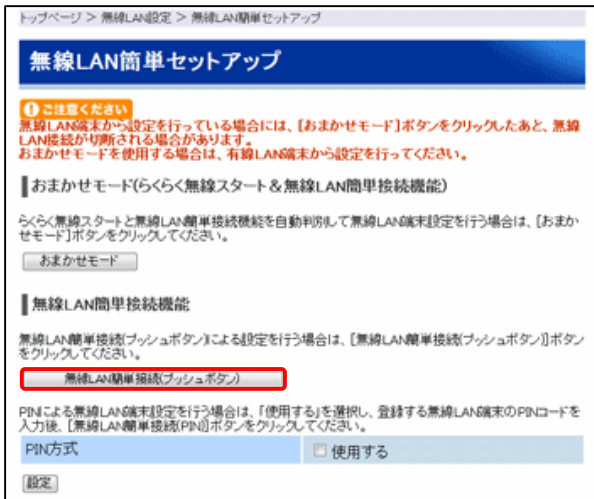 トップページ > 無線LAN設定 > 無線LAN簡単セットアップ
無線LAN簡単セットアップ
ご注意ください
無線LAN端末から設定を行っている場合には、[おまかせモード]ボタンをクリックしたあと、無線
LAN接続が切断される場合があります。
おまかせモードを使用する場合は、有線LAN端末から設定を行ってください。
おまかせモード(らくらく無線スタート&無線LAN簡単接続機能)
らくらく無線スタートと無線LAN簡単接続機能を自動判別して無線LAN端末設定を行う場合は、[おまか
せモード]ボタンをクリックしてください。
おまかせモード
無線LAN簡単接続機能
無線LAN簡単接続(プッシュボタン)による設定を行う場合は、[無線LAN簡単接続(プッシュボタン)]ボタン
をクリックしてください。
無線LAN簡単接続(プッシュボタン)
PINによる無線LAN端末設定を行う場合は、「使用する」を選択し、登録する無線LAN端末のPINコードを
入力後、[無線LAN簡単接続(PIN)]ボタンをクリックしてください。
PIN方式 使用する
設定